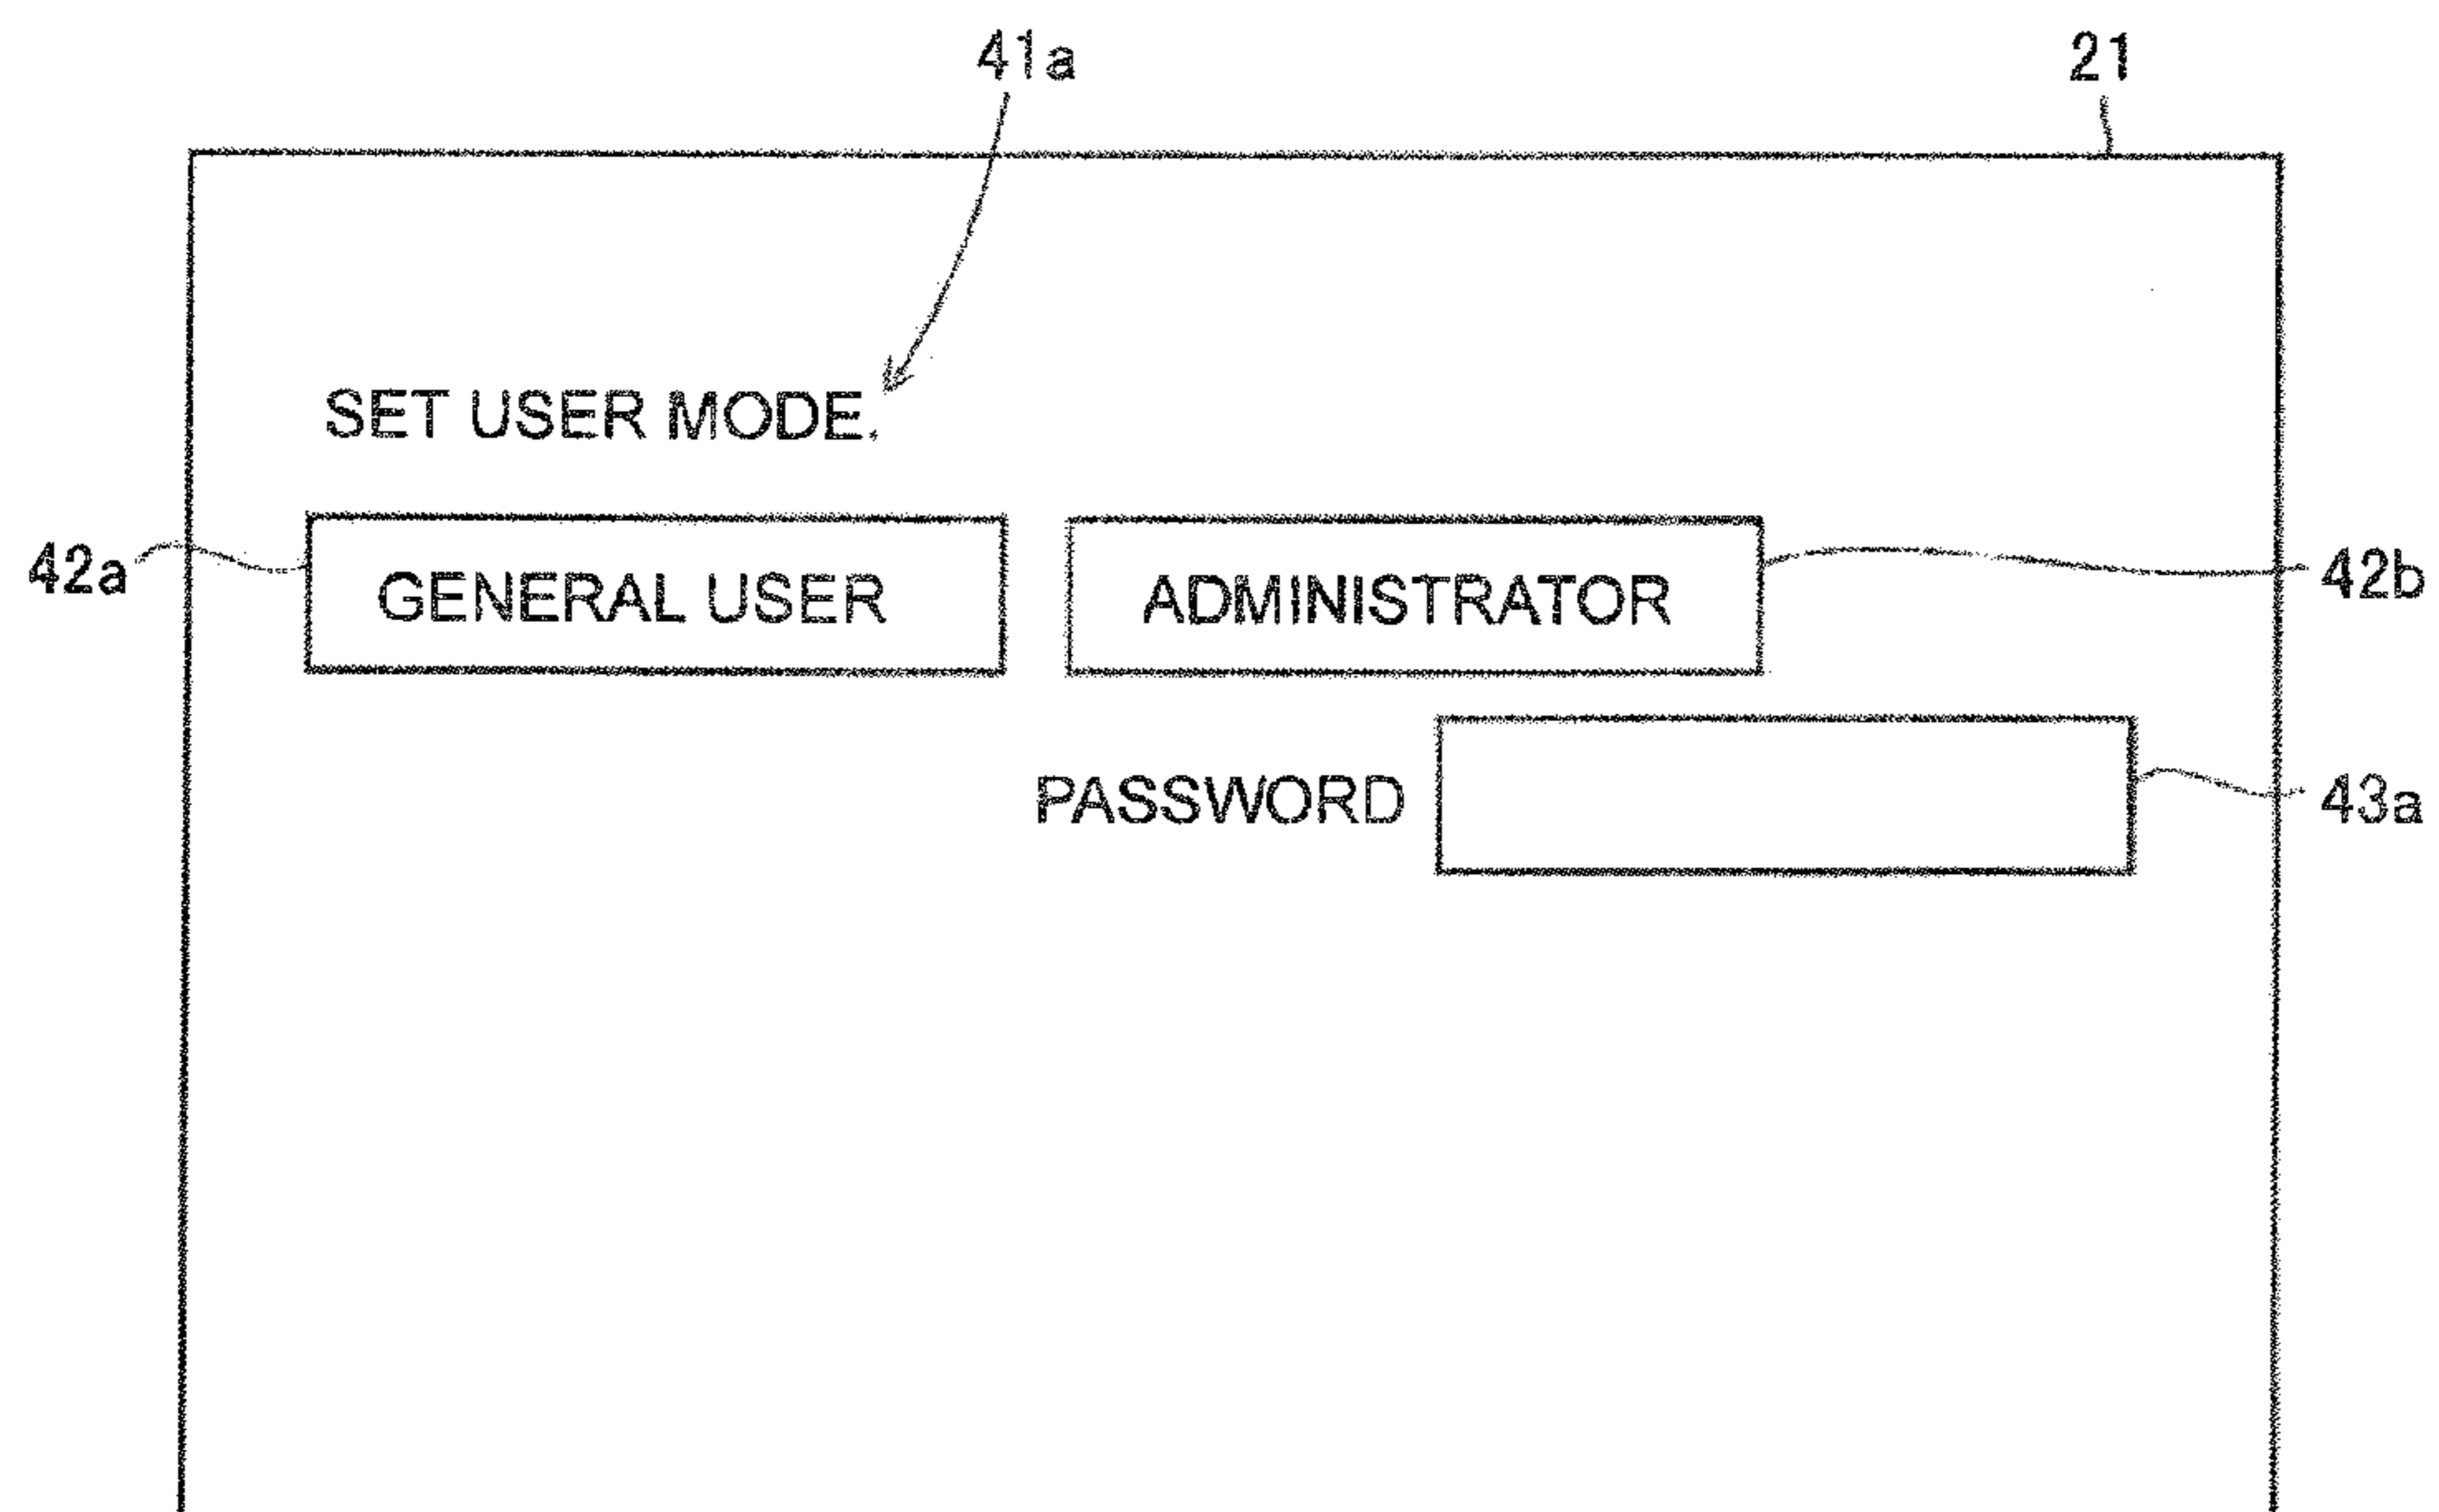 41a 21
SET USER MODE.
42a GENERAL USER ADMINISTRATOR 42b
PASSWORD 43a